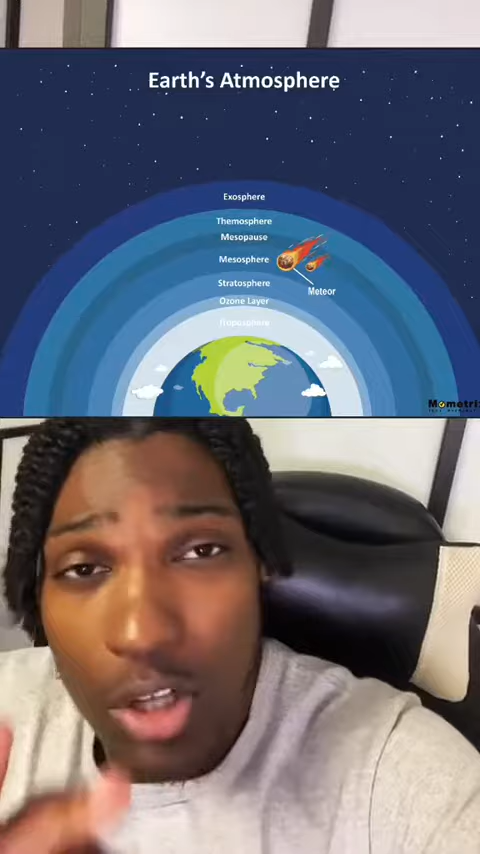 Earth's Atmosphere
Exosphere
Themosphere
Mesopause
Mesosphere
Stratosphere
Meteor
Ozone Layer
Troposphere